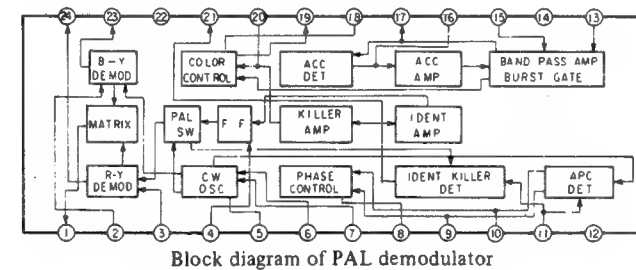 24 23 22 21 20 19 18 17 16 15 14 13
B-Y
DEMOD
COLOR
CONTROL
ACC
DET
ACC
AMP
BAND PASS AMP
BURST GATE
MATRIX
PAL
SW
F F
KILLER
AMP
IDENT
AMP
R-Y
DEMOD
CW
OSC
PHASE
CONTROL
IDENT KILLER
DET
APC
DET
1 2 3 4 5 6 7 8 9 10 11 12
Block diagram of PAL demodulator